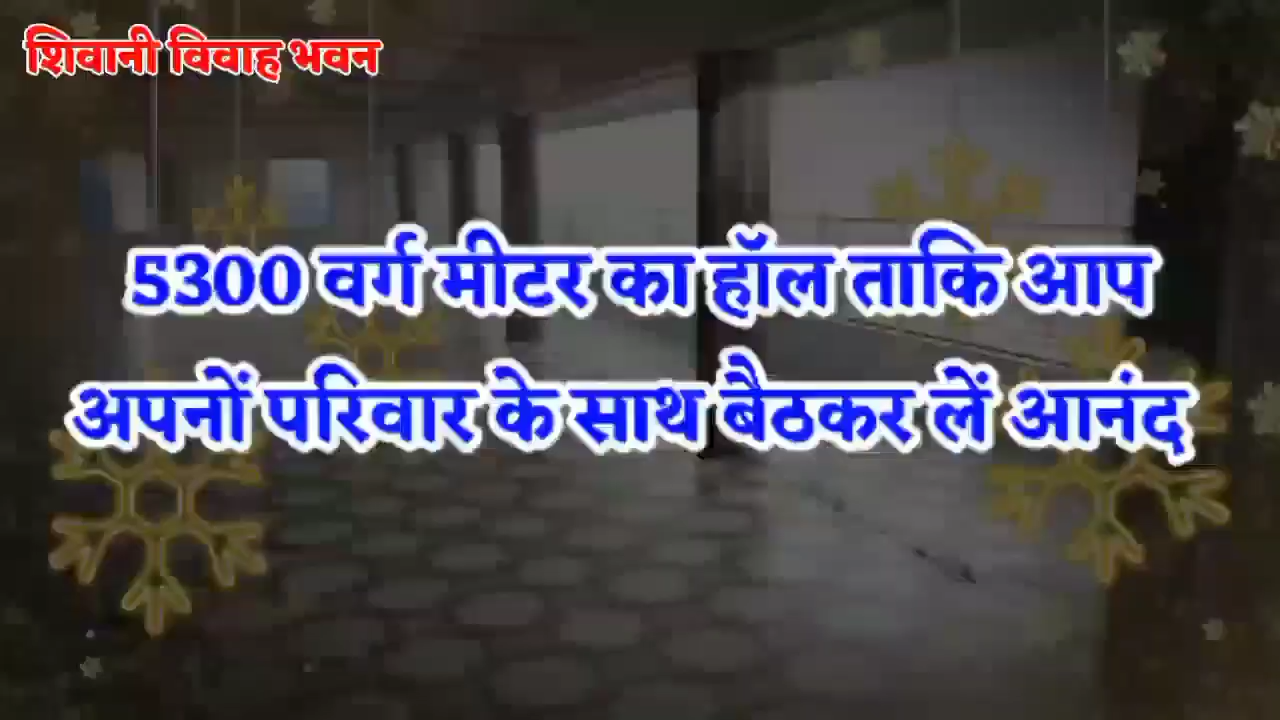 शिवानी विवाह भवन
5300 वर्ग मीटर का हॉल ताकि आप
अपनों परिवार के साथ बैठकर लें आनंद